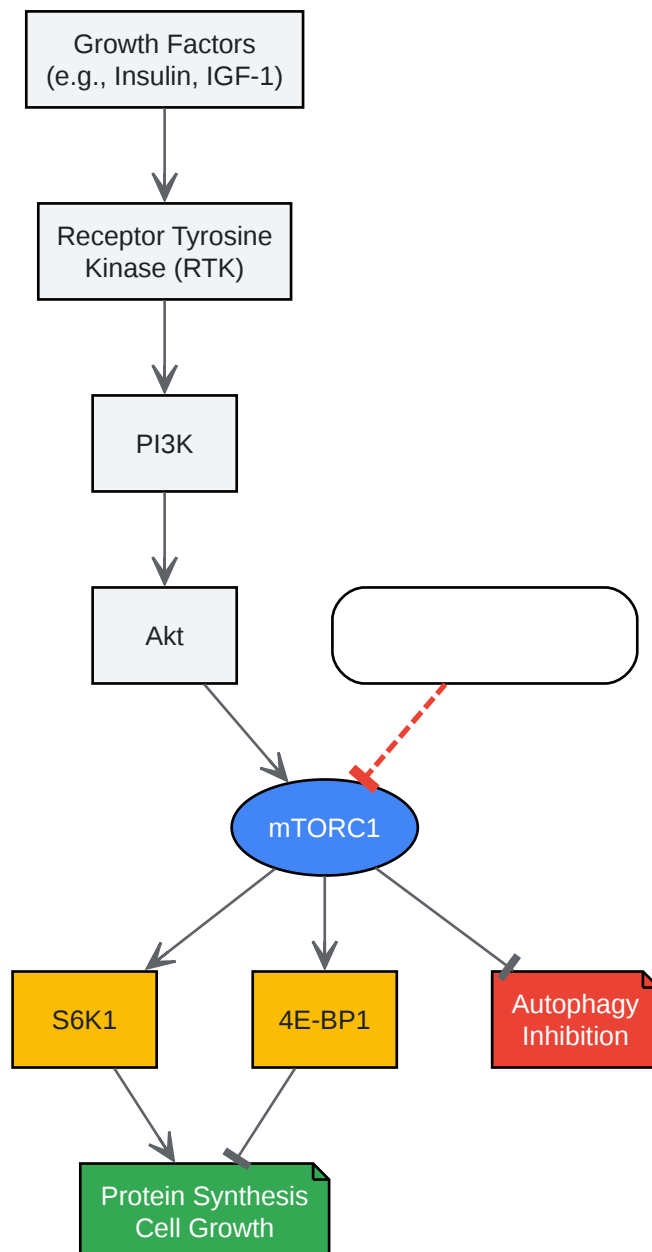 Growth Factors
(e.g., Insulin, IGF-1)
Receptor Tyrosine
Kinase (RTK)
PI3K
Akt
mTORC1
S6K1
4E-BP1
Autophagy
Inhibition
Protein Synthesis
Cell Growth